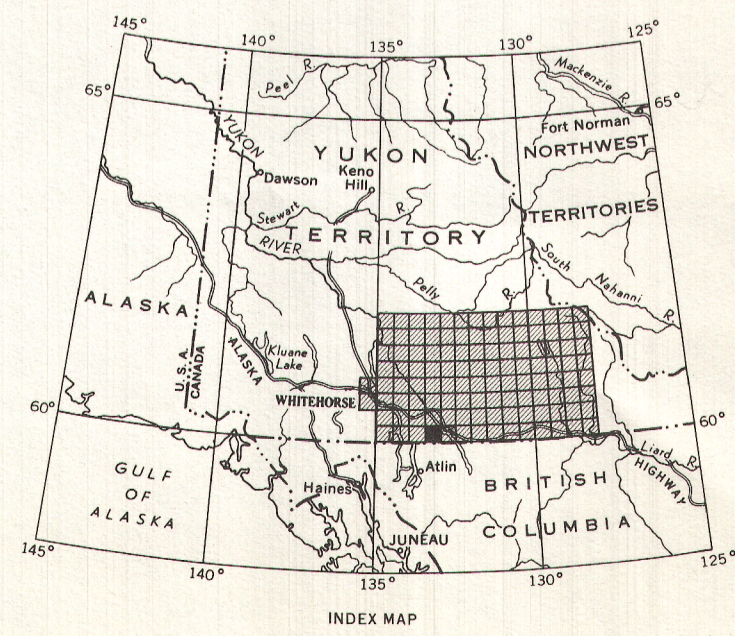 145°
140°
135°
130°
125°
Peel R.
Mackenzie R.
65°
65°
YUKON
Fort Norman
YUKON
NORTHWEST
Keno
Hill
Dawson
Stewart R.
TERRITORIES
RIVER
TERRITORY
South Nahanni R.
Pelly R.
ALASKA
U.S.A.
CANADA
ALASKA
Kluane
Lake
WHITEHORSE
60°
60°
Liard R.
HIGHWAY
Atlin
GULF
OF
ALASKA
Haines
BRITISH
COLUMBIA
JUNEAU
145°
140°
135°
130°
125°
INDEX MAP